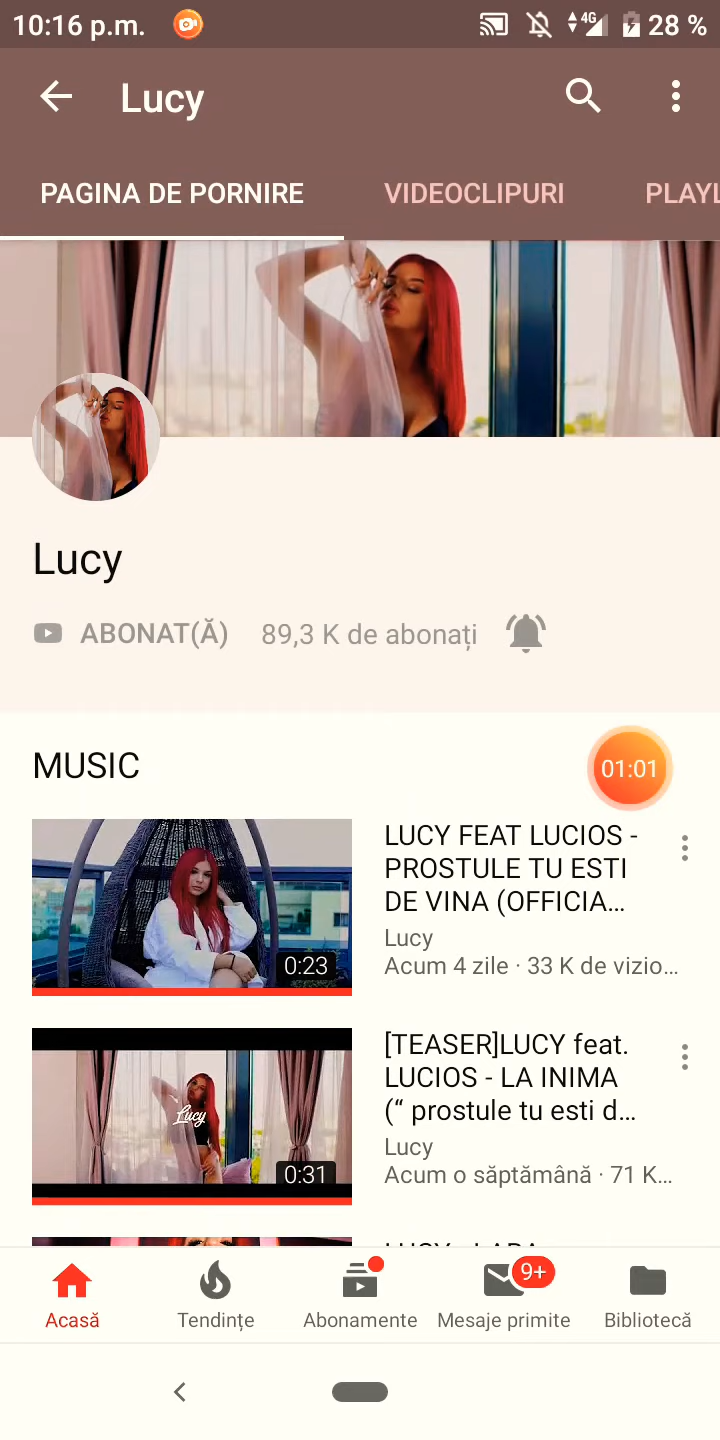 10:16 p.m. 4G 28 %
Lucy
PAGINA DE PORNIRE VIDEOCLIPURI PLAYL
Lucy
ABONAT(Ă) 89,3 K de abonați
MUSIC
01:01
LUCY FEAT LUCIOS -
PROSTULE TU ESTI
DE VINA (OFFICIA...
Lucy
Acum 4 zile · 33 K de vizio...
0:23
[TEASER]LUCY feat.
LUCIOS - LA INIMA
(“ prostule tu esti d...
Lucy
Acum o săptămână · 71 K...
Lucy
0:31
9+
Acasă Tendințe Abonamente Mesaje primite Bibliotecă